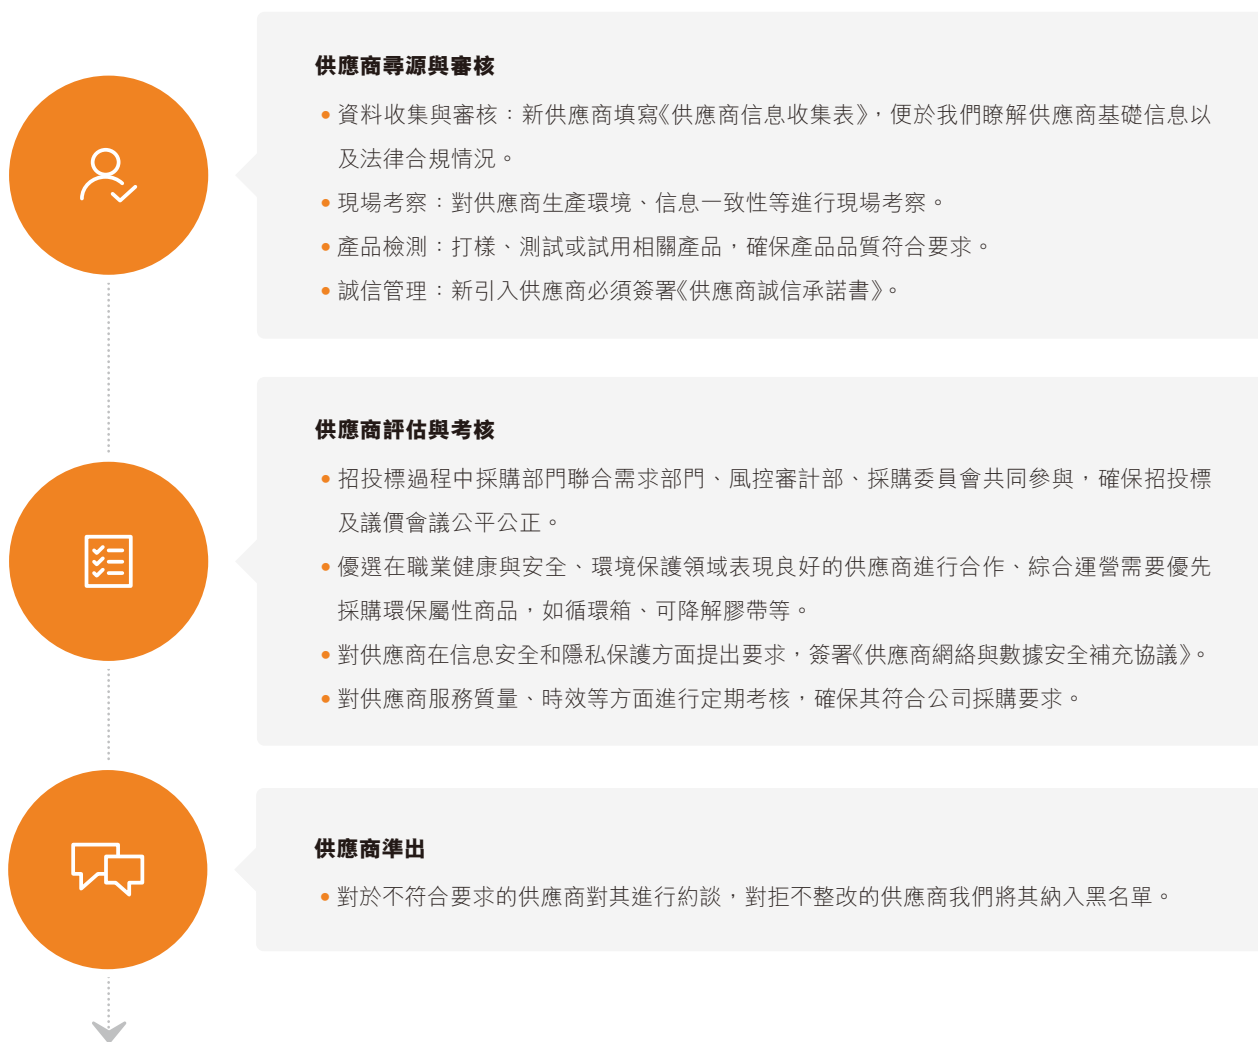 供應商尋源與審核
•資料收集與審核：新供應商填寫《供應商信息收集表》，便於我們瞭解供應商基礎信息以
及法律合規情況。
•現場考察：對供應商生產環境、信息一致性等進行現場考察。
•產品檢測：打樣、測試或試用相關產品，確保產品品質符合要求。
•誠信管理：新引入供應商必須簽署《供應商誠信承諾書》。
供應商評估與考核
•招投標過程中採購部門聯合需求部門、風控審計部、採購委員會共同參與，確保招投標
及議價會議公平公正。
•優選在職業健康與安全、環境保護領域表現良好的供應商進行合作、綜合運營需要優先
採購環保屬性商品，如循環箱、可降解膠帶等。
•對供應商在信息安全和隱私保護方面提出要求，簽署《供應商網絡與數據安全補充協議》。
•對供應商服務質量、時效等方面進行定期考核，確保其符合公司採購要求。
供應商準出
•對於不符合要求的供應商對其進行約談，對拒不整改的供應商我們將其納入黑名單。